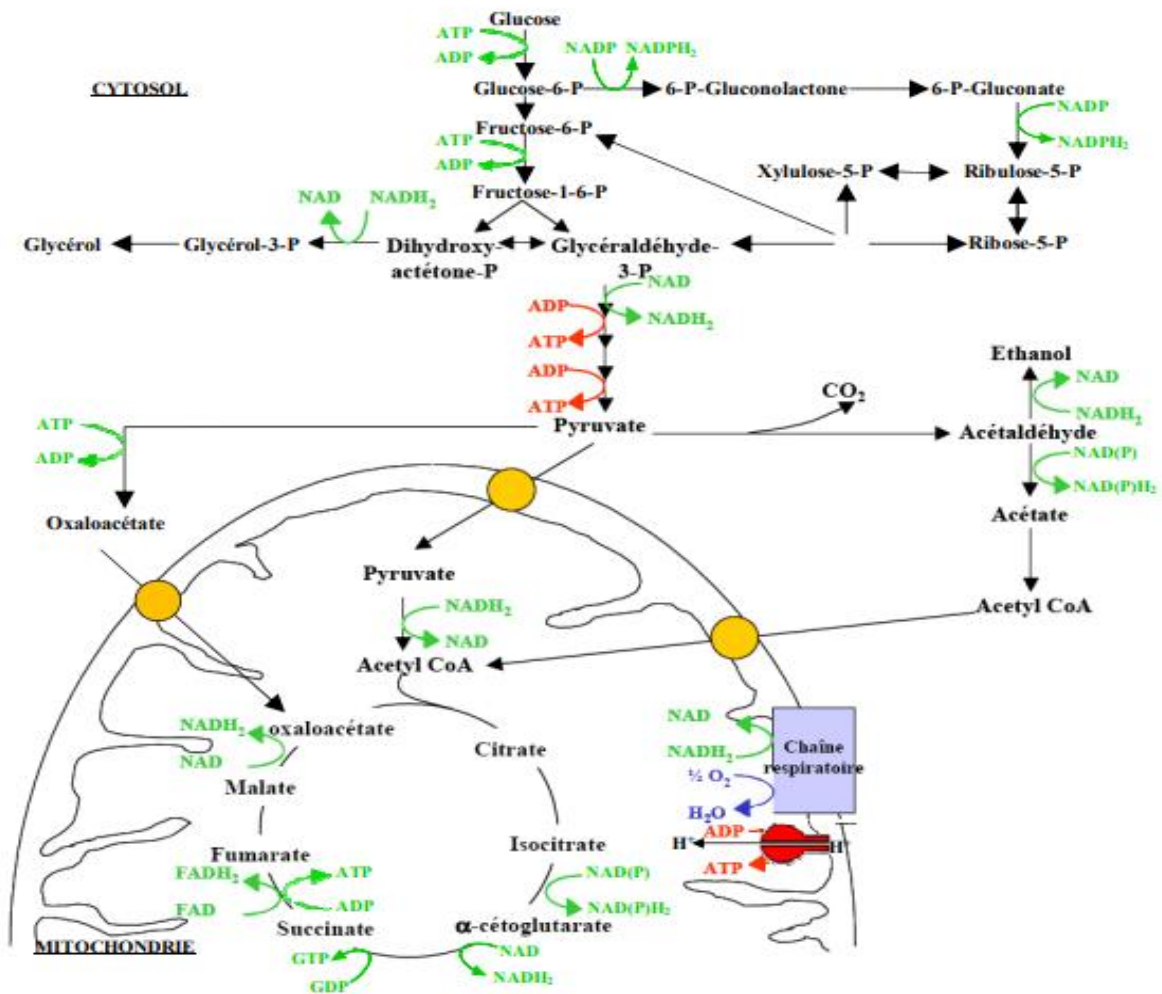 Glucose
ATP
ADP
NADP NADPH₂
CYTOSOL
Glucose-6-P 6-P-Gluconolactone 6-P-Gluconate
NADP
NADPH₂
Fructose-6-P
ATP
ADP
Xylulose-5-P Ribulose-5-P
Fructose-1-6-P
NAD NADH₂
Glycérol Glycérol-3-P Dihydroxy-
actétone-P
Glycéraldéhyde-
3-P
Ribose-5-P
NAD
NADH₂
ADP
ATP
ADP
ATP
Ethanol
NAD
NADH₂
CO₂
Pyruvate
Acétaldéhyde
ATP
ADP
NAD(P)
NAD(P)H₂
Oxaloacétate
Acétate
Pyruvate
NADH₂
NAD
Acetyl CoA
Acetyl CoA
NADH₂
NAD
oxaloacétate
Citrate
NAD
NADH₂
Chaîne
respiratoire
½ O₂
H₂O
Malate
Isocitrate
ADP
H⁺ H⁺
ATP
Fumarate
FADH₂
FAD
ATP
ADP
NAD(P)
NAD(P)H₂
Succinate
α-cétoglutarate
MITOCHONDRIE
GTP
GDP
NAD
NADH₂